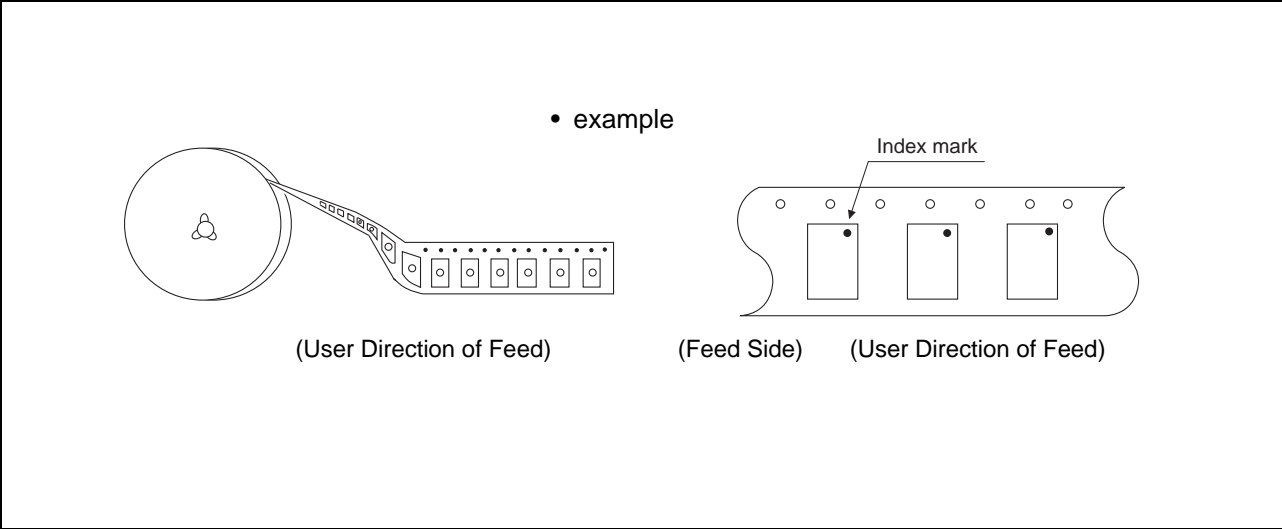 • example
Index mark
(User Direction of Feed)
(Feed Side)
(User Direction of Feed)